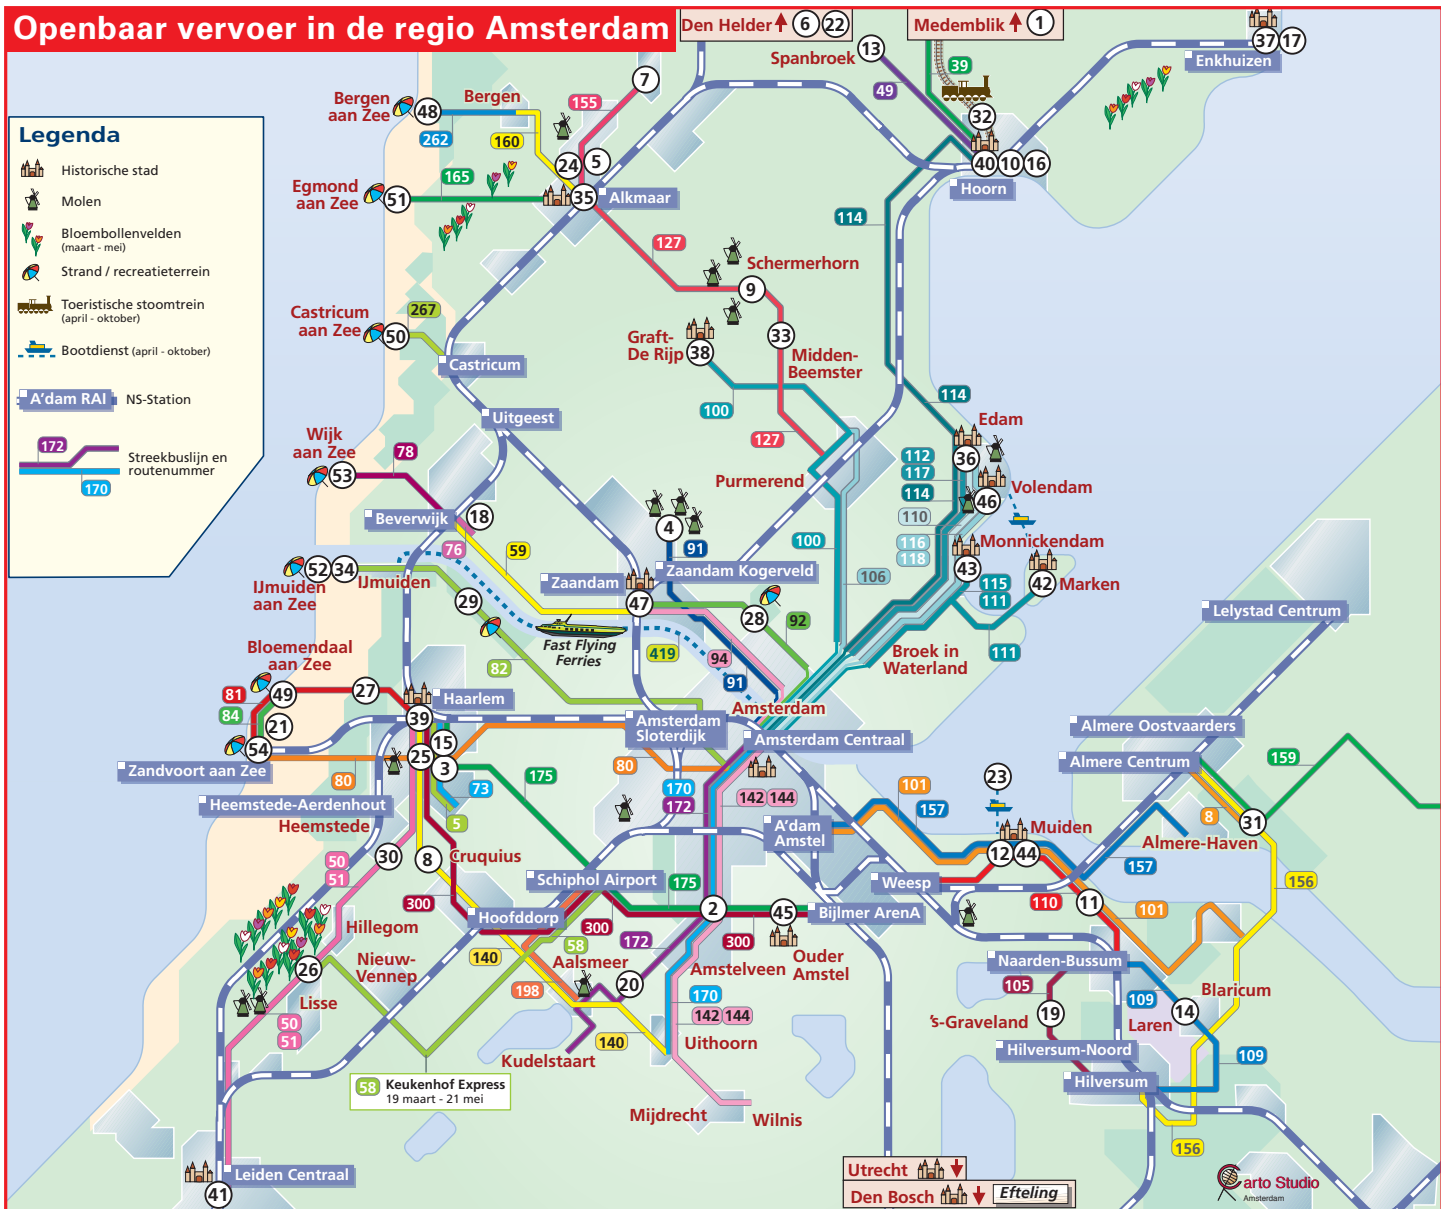 Openbaar vervoer in de regio Amsterdam
Den Helder 6 22
Medemblik 1
37 17
Enkhuizen
Spanbroek 13
49
39
32
40 10 16
Hoorn
Legenda
Historische stad
Molen
Bloembollenvelden
(maart - mei)
Strand / recreatieterrein
Toeristische stoomtrein
(april - oktober)
Bootdienst (april - oktober)
A'dam RAI NS-Station
172
Streekbuslijn en
routenummer
170
7
155
Bergen
aan Zee
48
Bergen
262
160
24 5
Egmond
aan Zee
51
165
35
Alkmaar
114
127
Schermerhorn
9
33
Castricum
aan Zee
50
267
Castricum
Graft-
De Rijp
38
Midden-
Beemster
100
127
114
Uitgeest
Edam
36
112
117
114
Wijk
aan Zee
53
78
Purmerend
46
Volendam
Beverwijk
18
4
110
76
59
91
100
116
118
Monnickendam
43
Zaandam Kogerveld
Zaandam
106
115
111
42
Marken
IJmuiden
aan Zee
52 34
IJmuiden
29
47
28
92
Fast Flying
Ferries
419
94
91
82
111
Broek in
Waterland
Lelystad Centrum
Bloemendaal
aan Zee
81
84
49
27
21
54
Haarlem
39
Amsterdam
Amsterdam
Sloterdijk
Amsterdam Centraal
Almere Oostvaarders
Almere Centrum
159
15
25
3
Zandvoort aan Zee
80
80
175
73
5
170
172
142 144
23
101
157
Heemstede-Aerdenhout
Heemstede
A'dam
Amstel
Muiden
12 44
8
31
Almere-Haven
157
30
8
Cruquius
50
51
Schiphol Airport
175
Weesp
156
300
Hoofddorp
2
45
Bijlmer ArenA
110
11
101
300
58
172
300
Hillegom
140
Aalsmeer
Amstelveen
Ouder
Amstel
Nieuw-
Vennep
26
Lisse
198
20
170
142 144
Naarden-Bussum
105
109
Blaricum
's-Graveland
19
Laren
14
50
51
140
Uithoorn
Kudelstaart
Hilversum-Noord
109
Hilversum
58 Keukenhof Express
19 maart - 21 mei
Mijdrecht
Wilnis
156
Leiden Centraal
41
Utrecht
Den Bosch
Efteling
Carto Studio
Amsterdam